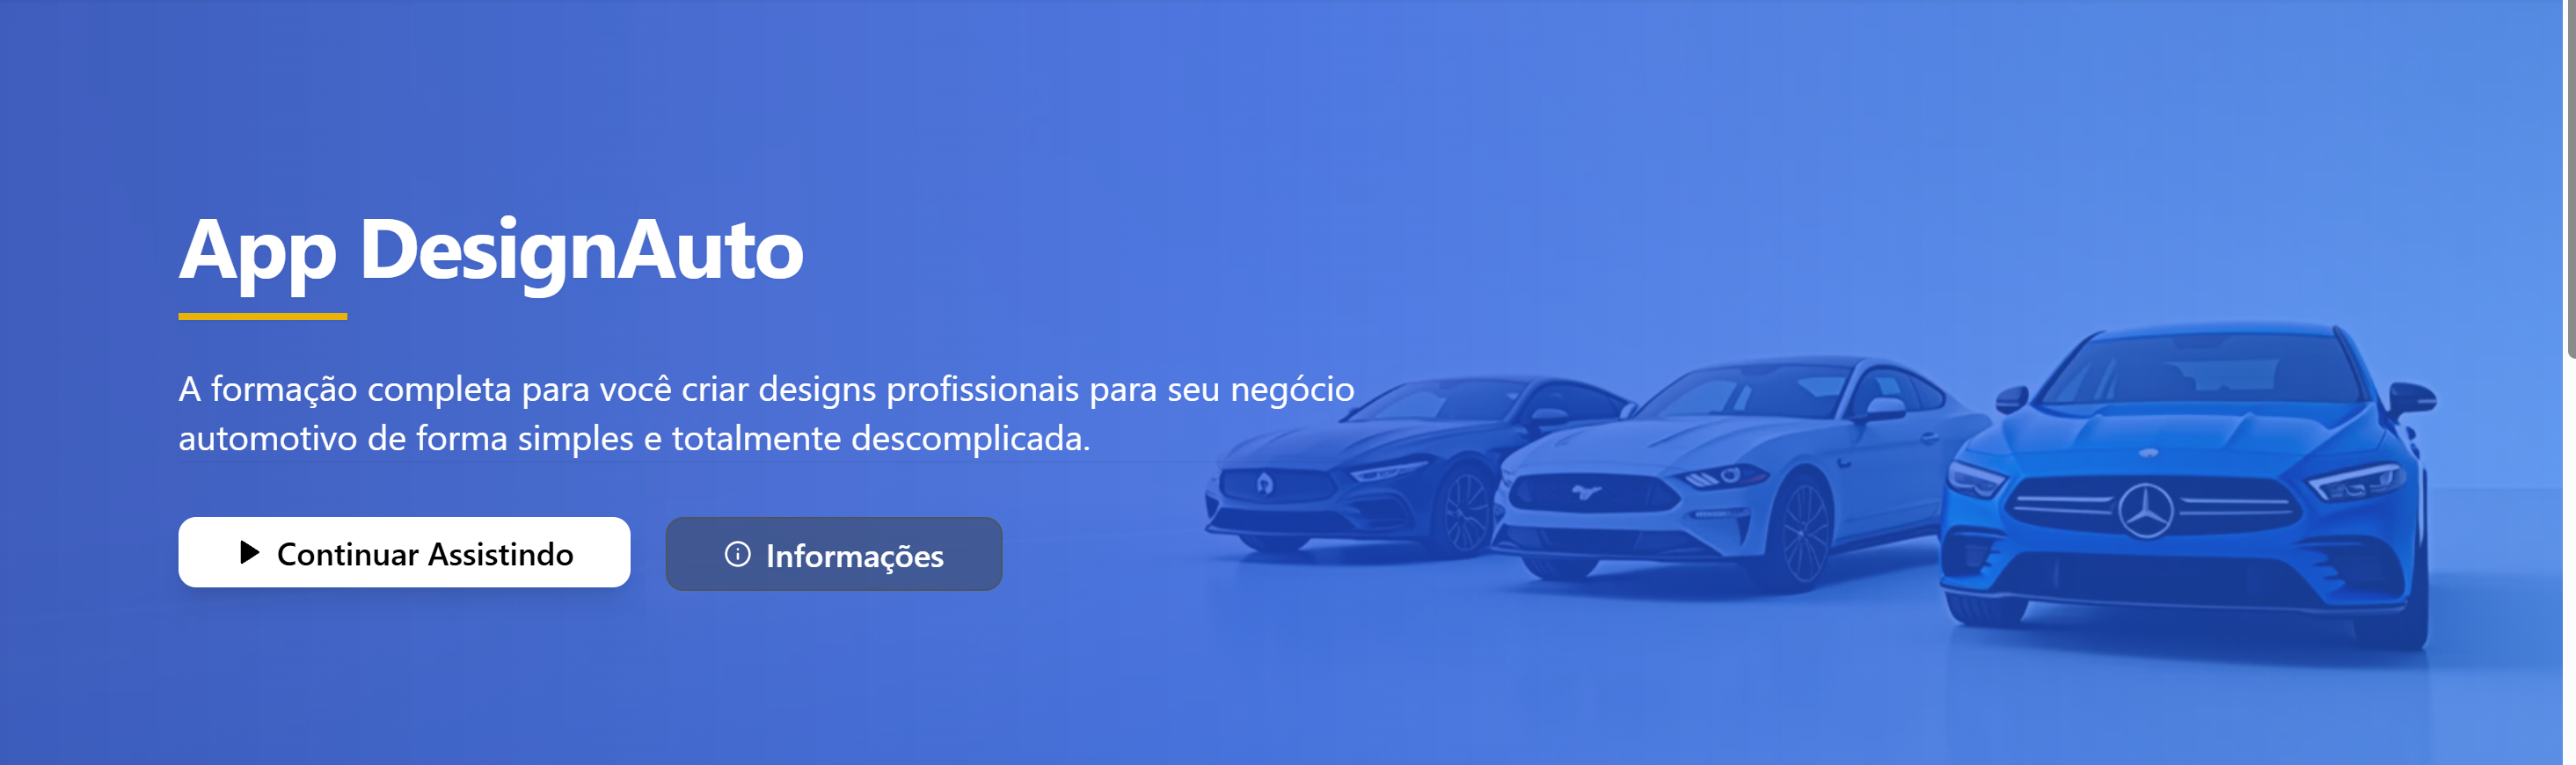 App DesignAuto
A formação completa para você criar designs profissionais para seu negócio
automotivo de forma simples e totalmente descomplicada.
Continuar Assistindo
Informações